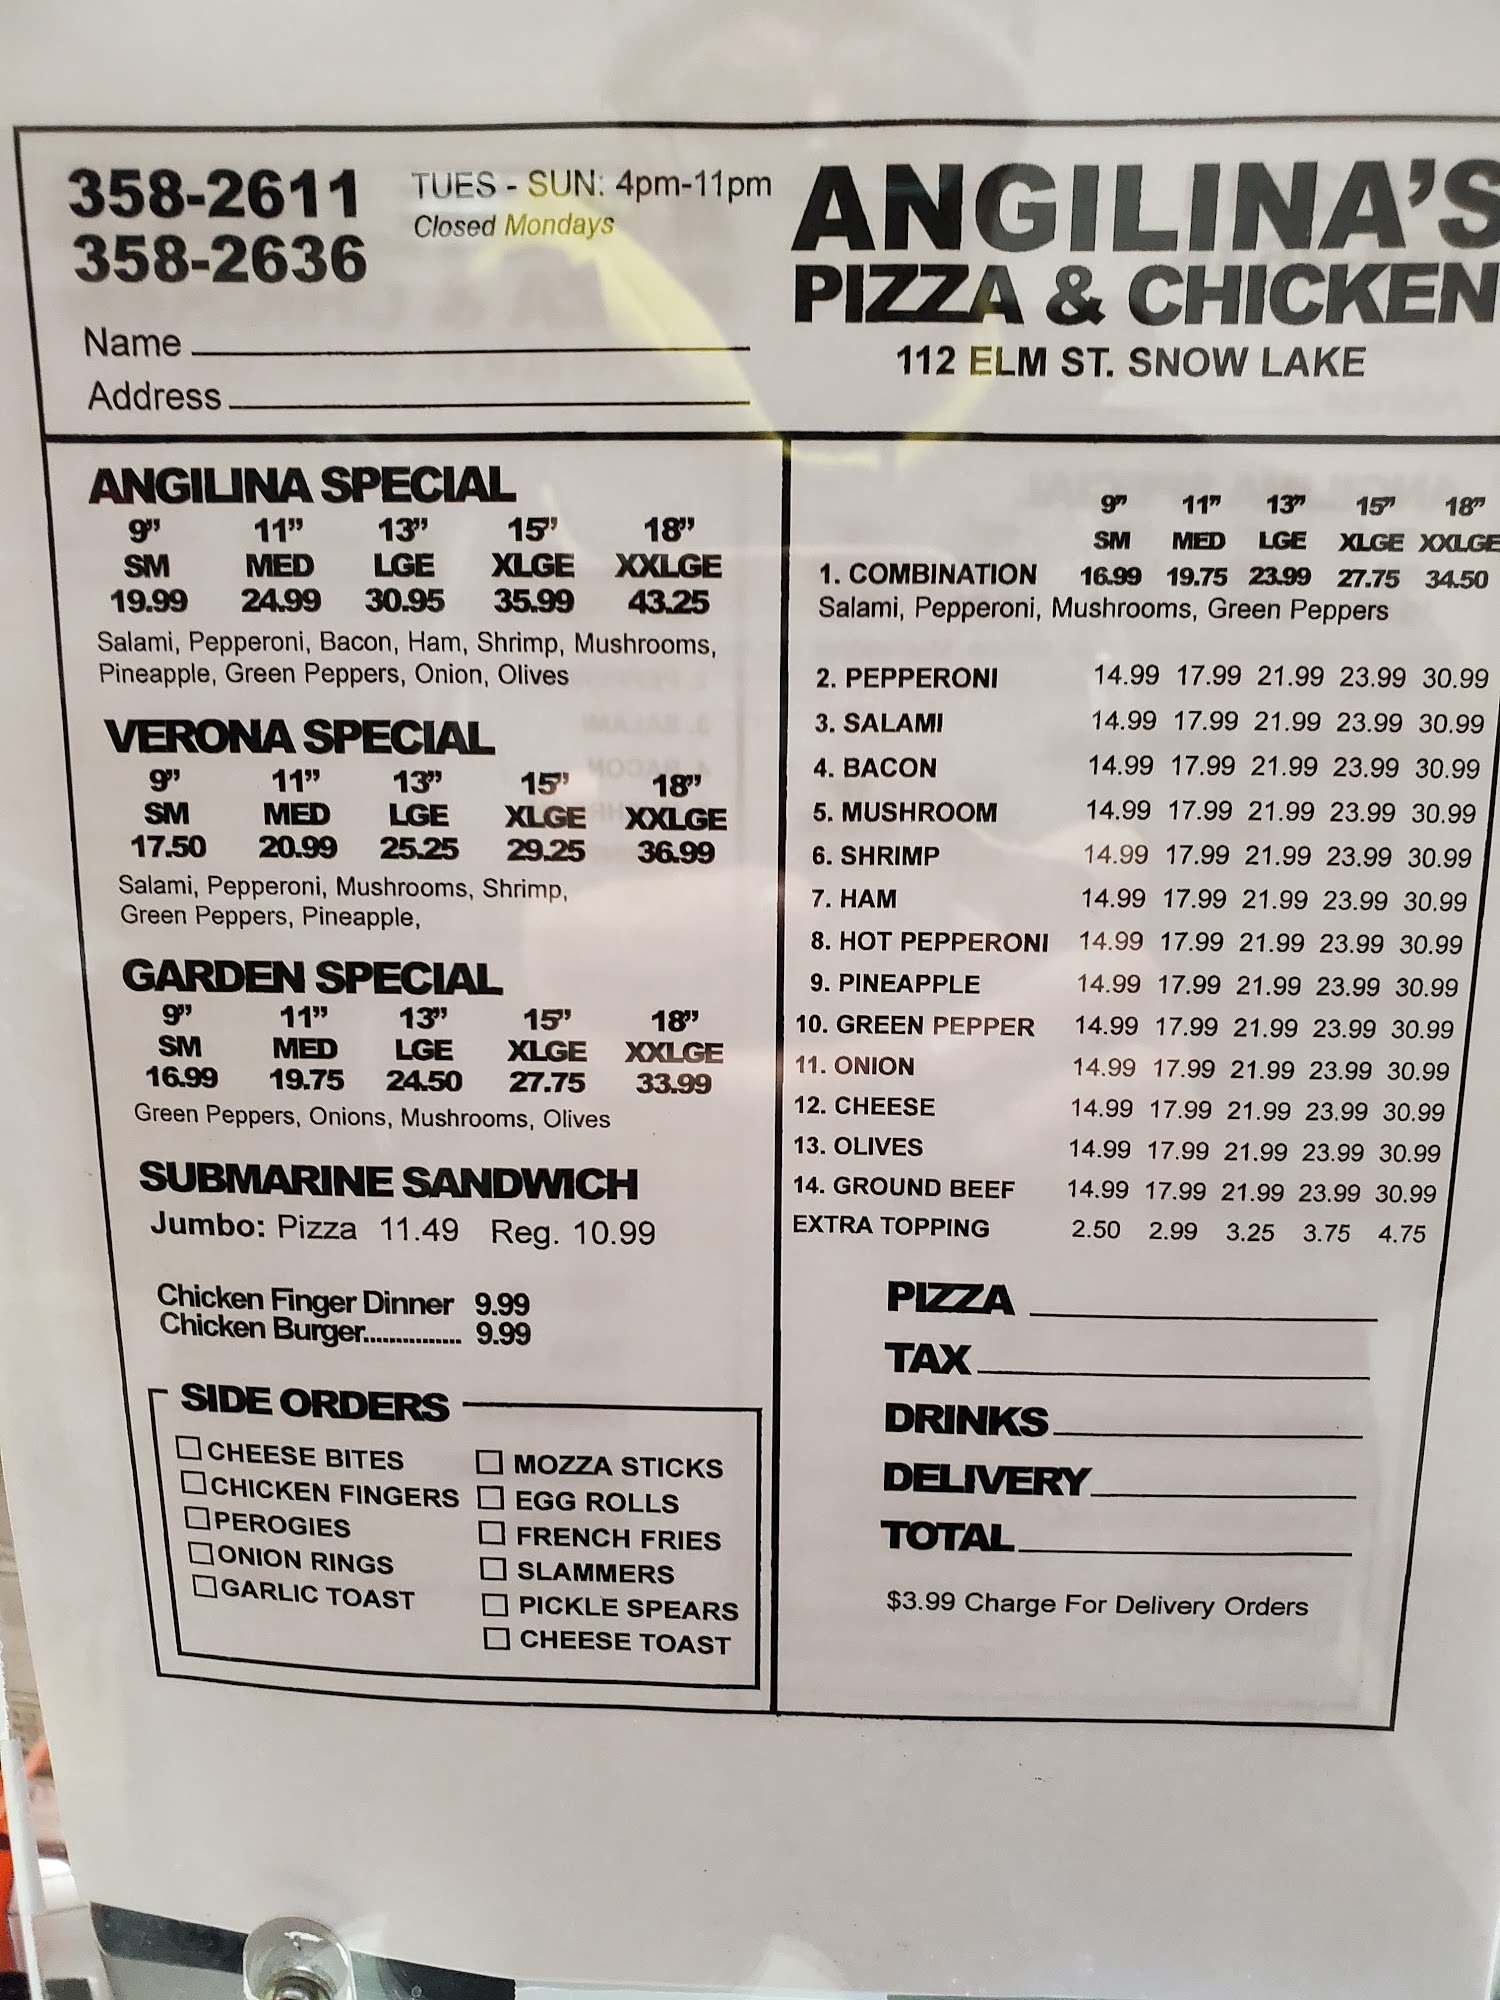 358-2611
358-2636
TUES - SUN: 4pm-11pm
Closed Mondays
Name
Address
ANGILINA'S
PIZZA & CHICKEN
112 ELM ST. SNOW LAKE
ANGILINA SPECIAL
9" 11" 13" 15" 18"
SM MED LGE XLGE XXLGE
19.99 24.99 30.95 35.99 43.25
Salami, Pepperoni, Bacon, Ham, Shrimp, Mushrooms,
Pineapple, Green Peppers, Onion, Olives
VERONA SPECIAL
9" 11" 13" 15" 18"
SM MED LGE XLGE XXLGE
17.50 20.99 25.25 29.25 36.99
Salami, Pepperoni, Mushrooms, Shrimp,
Green Peppers, Pineapple,
GARDEN SPECIAL
9" 11" 13" 15" 18"
SM MED LGE XLGE XXLGE
16.99 19.75 24.50 27.75 33.99
Green Peppers, Onions, Mushrooms, Olives
SUBMARINE SANDWICH
Jumbo: Pizza 11.49 Reg. 10.99
Chicken Finger Dinner 9.99
Chicken Burger............... 9.99
SIDE ORDERS
CHEESE BITES
CHICKEN FINGERS
PEROGIES
ONION RINGS
GARLIC TOAST
MOZZA STICKS
EGG ROLLS
FRENCH FRIES
SLAMMERS
PICKLE SPEARS
CHEESE TOAST
9" 11" 13" 15" 18"
SM MED LGE XLGE XXLGE
1. COMBINATION 16.99 19.75 23.99 27.75 34.50
Salami, Pepperoni, Mushrooms, Green Peppers
2. PEPPERONI 14.99 17.99 21.99 23.99 30.99
3. SALAMI 14.99 17.99 21.99 23.99 30.99
4. BACON 14.99 17.99 21.99 23.99 30.99
5. MUSHROOM 14.99 17.99 21.99 23.99 30.99
6. SHRIMP 14.99 17.99 21.99 23.99 30.99
7. HAM 14.99 17.99 21.99 23.99 30.99
8. HOT PEPPERONI 14.99 17.99 21.99 23.99 30.99
9. PINEAPPLE 14.99 17.99 21.99 23.99 30.99
10. GREEN PEPPER 14.99 17.99 21.99 23.99 30.99
11. ONION 14.99 17.99 21.99 23.99 30.99
12. CHEESE 14.99 17.99 21.99 23.99 30.99
13. OLIVES 14.99 17.99 21.99 23.99 30.99
14. GROUND BEEF 14.99 17.99 21.99 23.99 30.99
EXTRA TOPPING 2.50 2.99 3.25 3.75 4.75
PIZZA
TAX
DRINKS
DELIVERY
TOTAL
$3.99 Charge For Delivery Orders